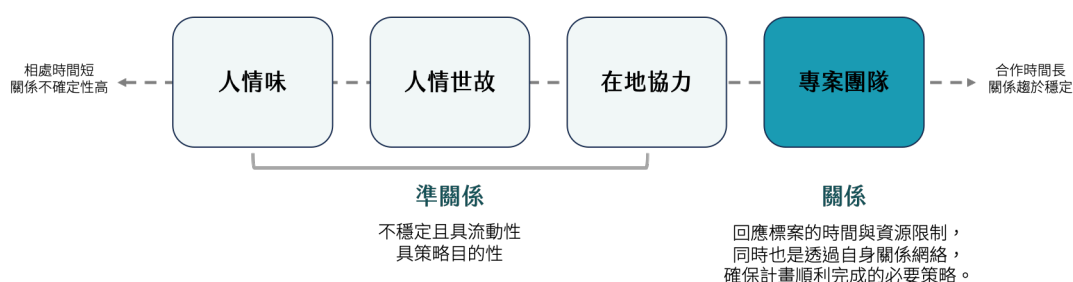 相處時間短
關係不確定性高
人情味
人情世故
在地協力
專案團隊
合作時間長
關係趨於穩定
準關係
不穩定且具流動性
具策略目的性
關係
回應標案的時間與資源限制，
同時也是透過自身關係網絡，
確保計畫順利完成的必要策略。